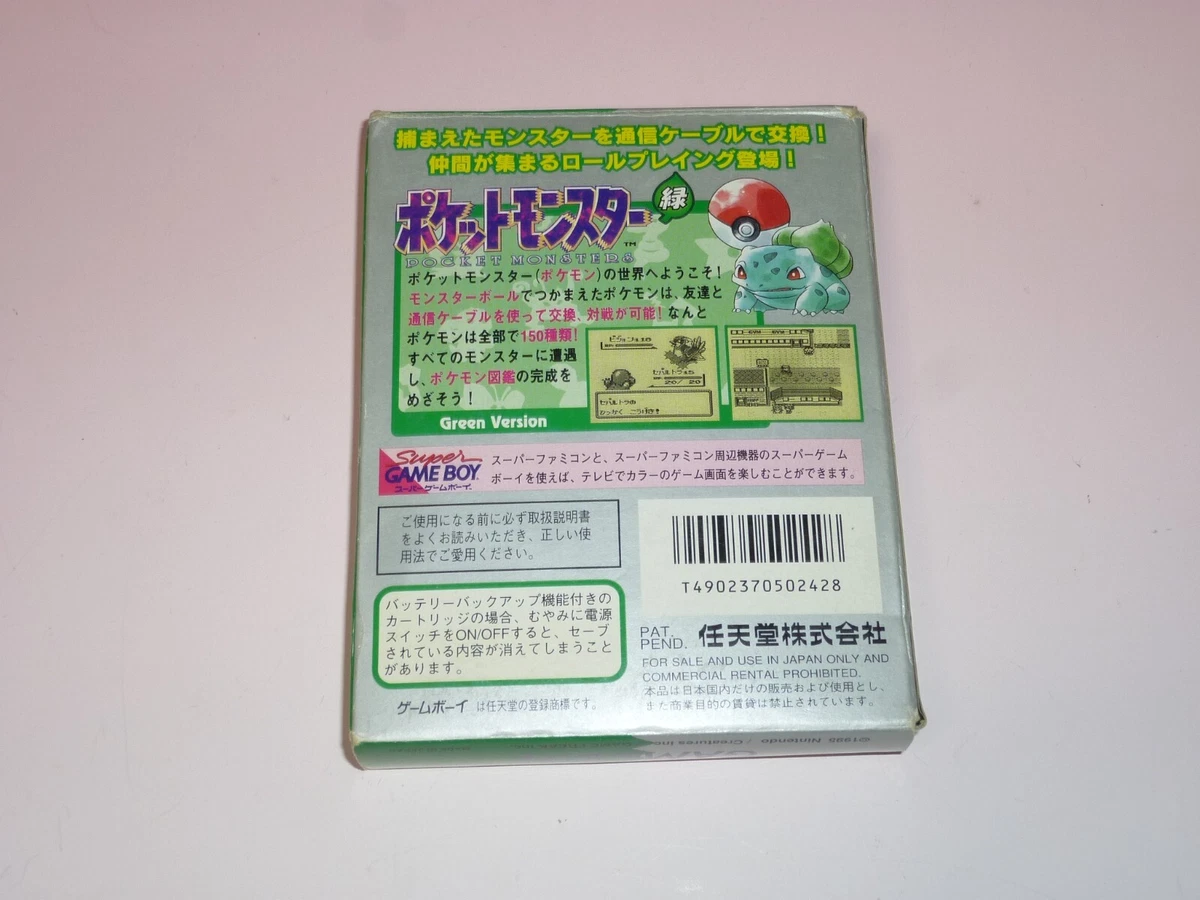 捕まえたモンスターを通信ケーブルで交換！
仲間が集まるロールプレイング登場！
ポケットモンスター 緑
TM
POCKET MONSTERS
ポケットモンスター(ポケモン)の世界へようこそ！
モンスターボールでつかまえたポケモンは、友達と
通信ケーブルを使って交換、対戦が可能！なんと
ポケモンは全部で150種類！
すべてのモンスターに遭遇
し、ポケモン図鑑の完成を
めざそう！
20/ 20
Green Version
Super
GAME BOY
スーパーゲームボーイ
スーパーファミコンと、スーパーファミコン周辺機器のスーパーゲーム
ボーイを使えば、テレビでカラーのゲーム画面を楽しむことができます。
ご使用になる前に必ず取扱説明書
をよくお読みいただき、正しい使
用法でご愛用ください。
T4902370502428
バッテリーバックアップ機能付きの
カートリッジの場合、むやみに電源
スイッチをON/OFFすると、セーブ
されている内容が消えてしまうこと
があります。
PAT.
PEND.
任天堂株式会社
FOR SALE AND USE IN JAPAN ONLY AND
COMMERCIAL RENTAL PROHIBITED.
本品は日本国内だけの販売および使用とし、
また商業目的の賃貸は禁止されています。
ゲームボーイ は任天堂の登録商標です。
©1995 Nintendo / Creatures inc.